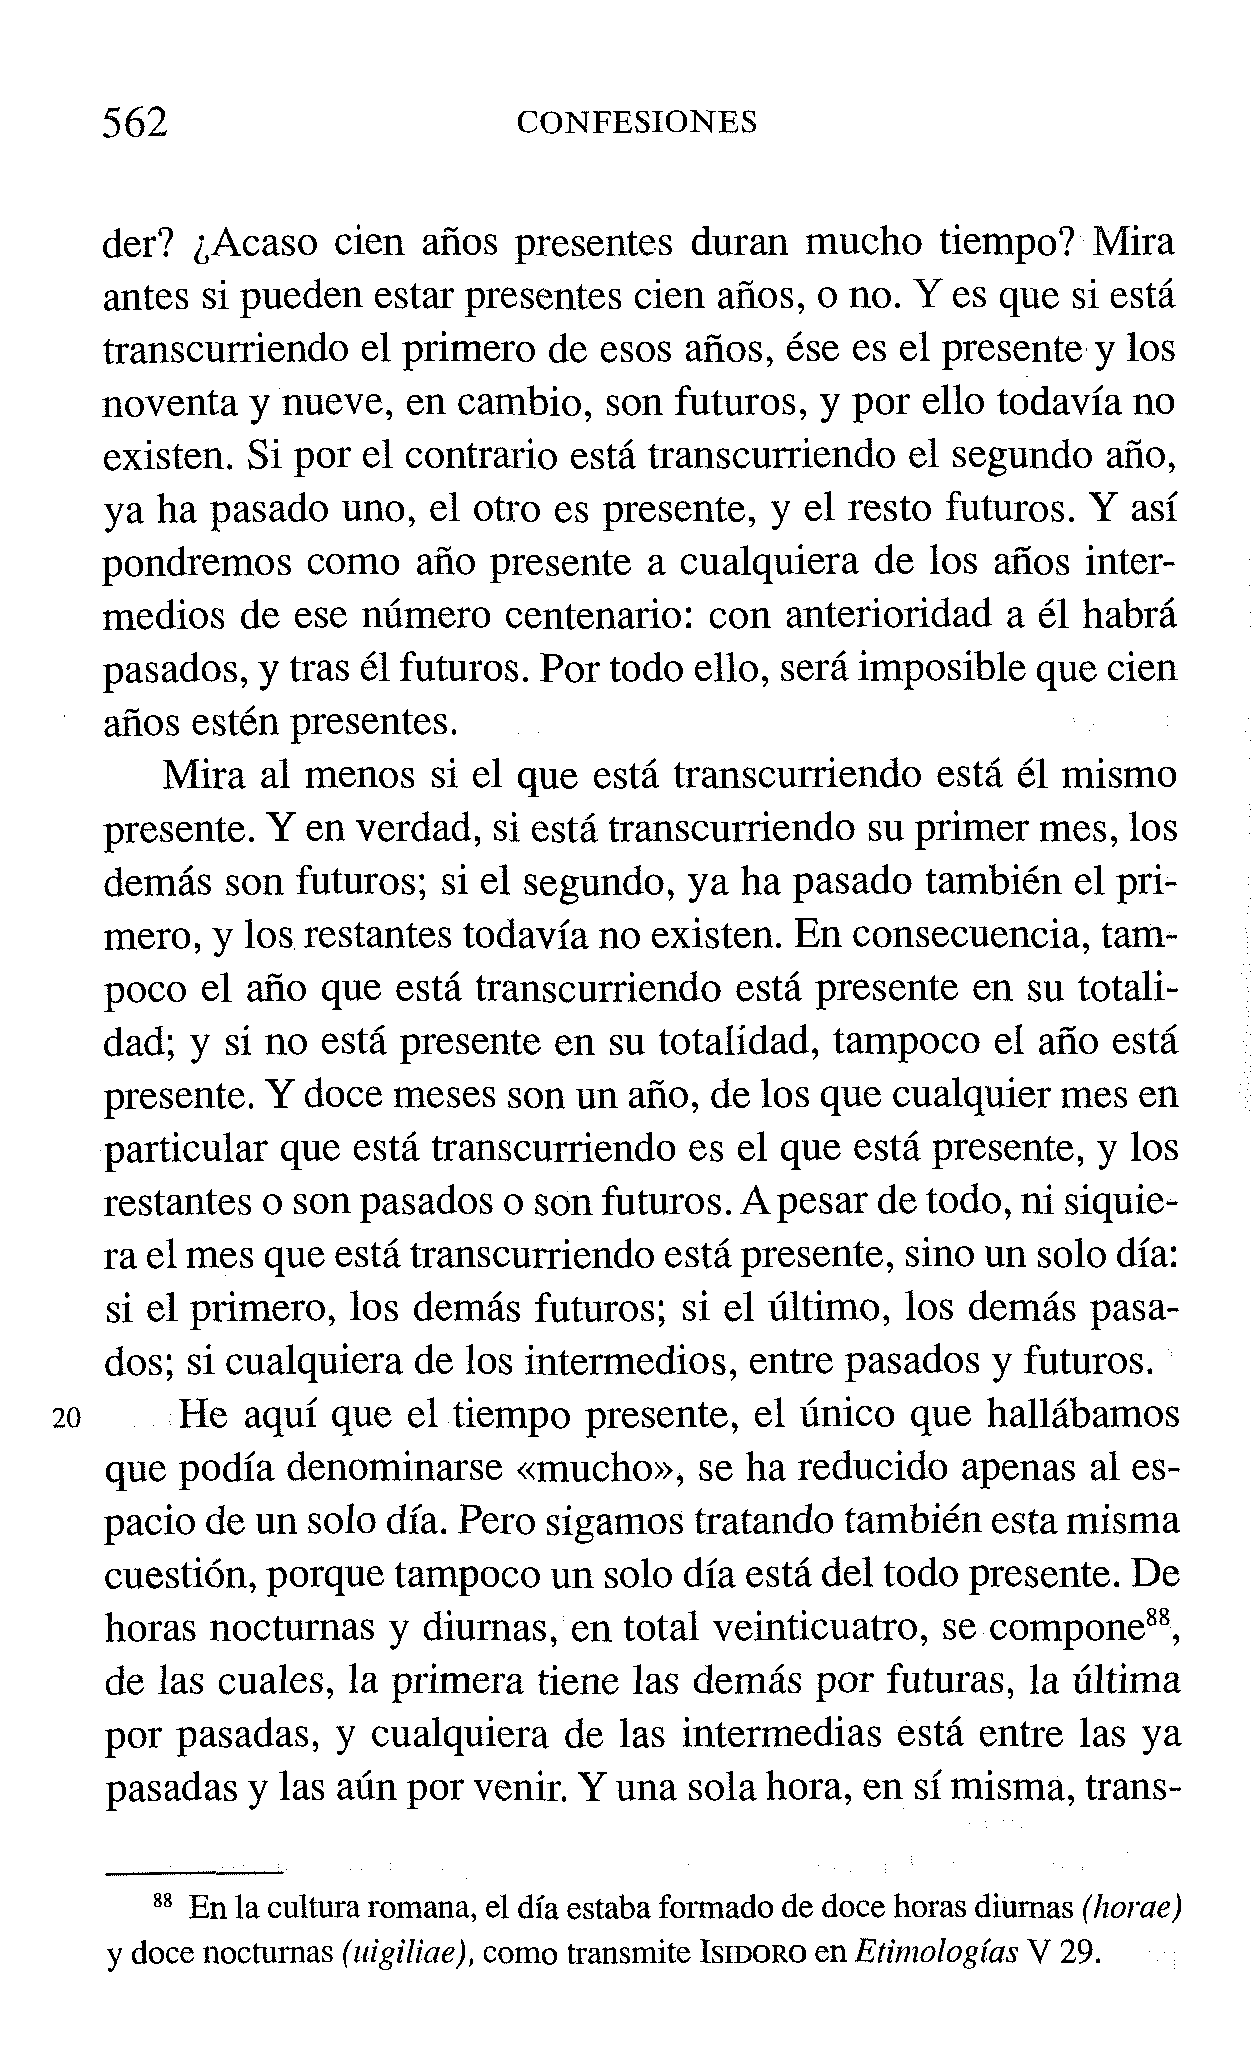 562 CONFESIONES
der? ¿Acaso cien años presentes duran mucho tiempo? Mira
antes si pueden estar presentes cien años, o no. Y es que si está
transcurriendo el primero de esos años, ése es el presente y los
noventa y nueve, en cambio, son futuros, y por ello todavía no
existen. Si por el contrario está transcurriendo el segundo año,
ya ha pasado uno, el otro es presente, y el resto futuros. Y así
pondremos como año presente a cualquiera de los años inter-
medios de ese número centenario: con anterioridad a él habrá
pasados, y tras él futuros. Por todo ello, será imposible que cien
años estén presentes.
Mira al menos si el que está transcurriendo está él mismo
presente. Y en verdad, si está transcurriendo su primer mes, los
demás son futuros; si el segundo, ya ha pasado también el pri-
mero, y los restantes todavía no existen. En consecuencia, tam-
poco el año que está transcurriendo está presente en su totali-
dad; y si no está presente en su totalidad, tampoco el año está
presente. Y doce meses son un año, de los que cualquier mes en
particular que está transcurriendo es el que está presente, y los
restantes o son pasados o son futuros. A pesar de todo, ni siquie-
ra el mes que está transcurriendo está presente, sino un solo día:
si el primero, los demás futuros; si el último, los demás pasa-
dos; si cualquiera de los intermedios, entre pasados y futuros.
20 He aquí que el tiempo presente, el único que hallábamos
que podía denominarse «mucho», se ha reducido apenas al es-
pacio de un solo día. Pero sigamos tratando también esta misma
cuestión, porque tampoco un solo día está del todo presente. De
horas nocturnas y diurnas, en total veinticuatro, se compone⁸⁸,
de las cuales, la primera tiene las demás por futuras, la última
por pasadas, y cualquiera de las intermedias está entre las ya
pasadas y las aún por venir. Y una sola hora, en sí misma, trans-
⁸⁸ En la cultura romana, el día estaba formado de doce horas diurnas (horae)
y doce nocturnas (uigiliae), como transmite ISIDORO en Etimologías V 29.